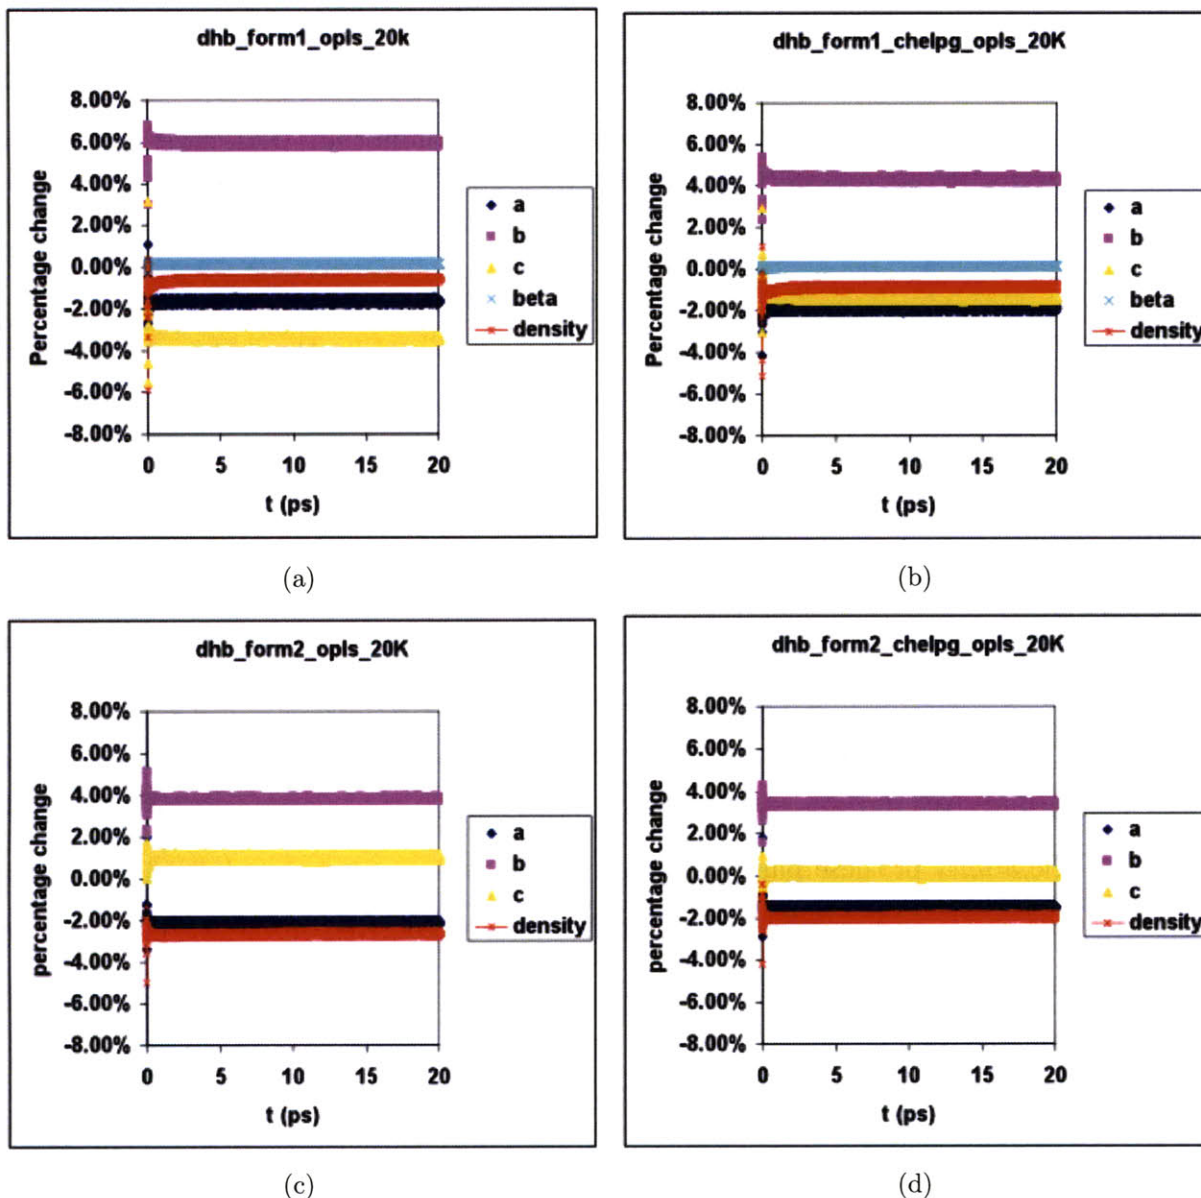 dhb_form1_opls_20k
Percentage change
8.00%
6.00%
4.00%
2.00%
0.00%
-2.00%
-4.00%
-6.00%
-8.00%
0 5 10 15 20
t (ps)
a
b
c
beta
density
(a)
dhb_form1_chelpg_opls_20K
Percentage change
8.00%
6.00%
4.00%
2.00%
0.00%
-2.00%
-4.00%
-6.00%
-8.00%
0 5 10 15 20
t (ps)
a
b
c
beta
density
(b)
dhb_form2_opls_20K
percentage change
8.00%
6.00%
4.00%
2.00%
0.00%
-2.00%
-4.00%
-6.00%
-8.00%
0 5 10 15 20
t (ps)
a
b
c
density
(c)
dhb_form2_chelpg_opls_20K
percentage change
8.00%
6.00%
4.00%
2.00%
0.00%
-2.00%
-4.00%
-6.00%
-8.00%
0 5 10 15 20
t (ps)
a
b
c
density
(d)